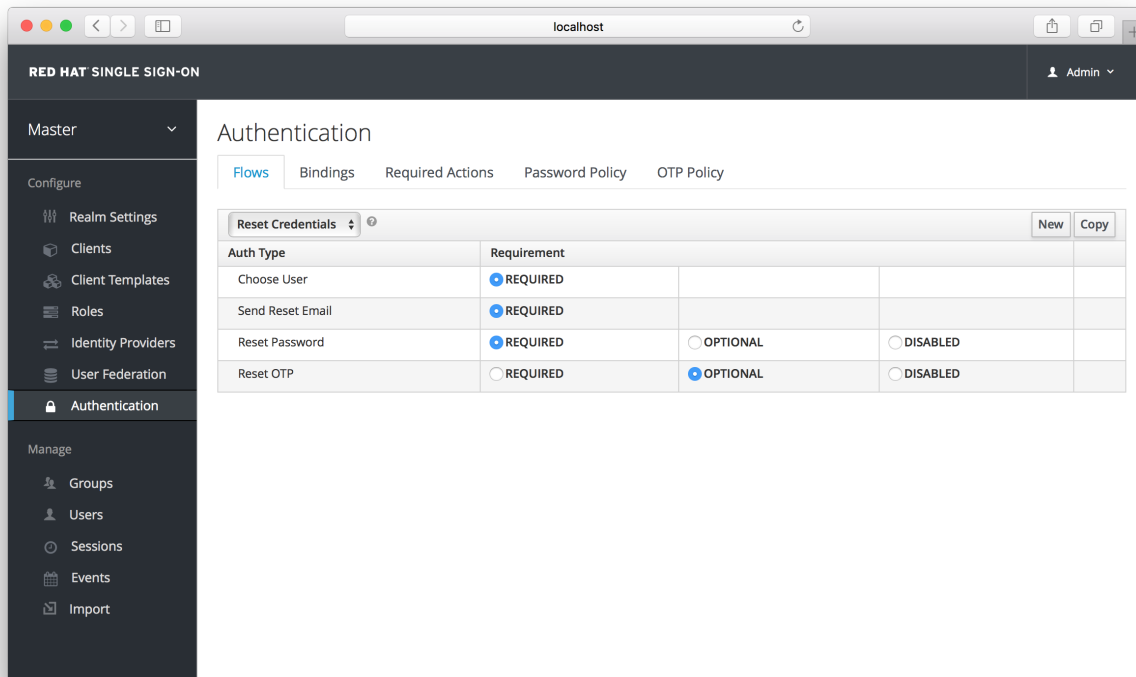 localhost
RED HAT SINGLE SIGN-ON
Admin
Master
Configure
Realm Settings
Clients
Client Templates
Roles
Identity Providers
User Federation
Authentication
Manage
Groups
Users
Sessions
Events
Import
Authentication
Flows Bindings Required Actions Password Policy OTP Policy
Reset Credentials ? New Copy
Auth Type Requirement
Choose User REQUIRED
Send Reset Email REQUIRED
Reset Password REQUIRED OPTIONAL DISABLED
Reset OTP REQUIRED OPTIONAL DISABLED